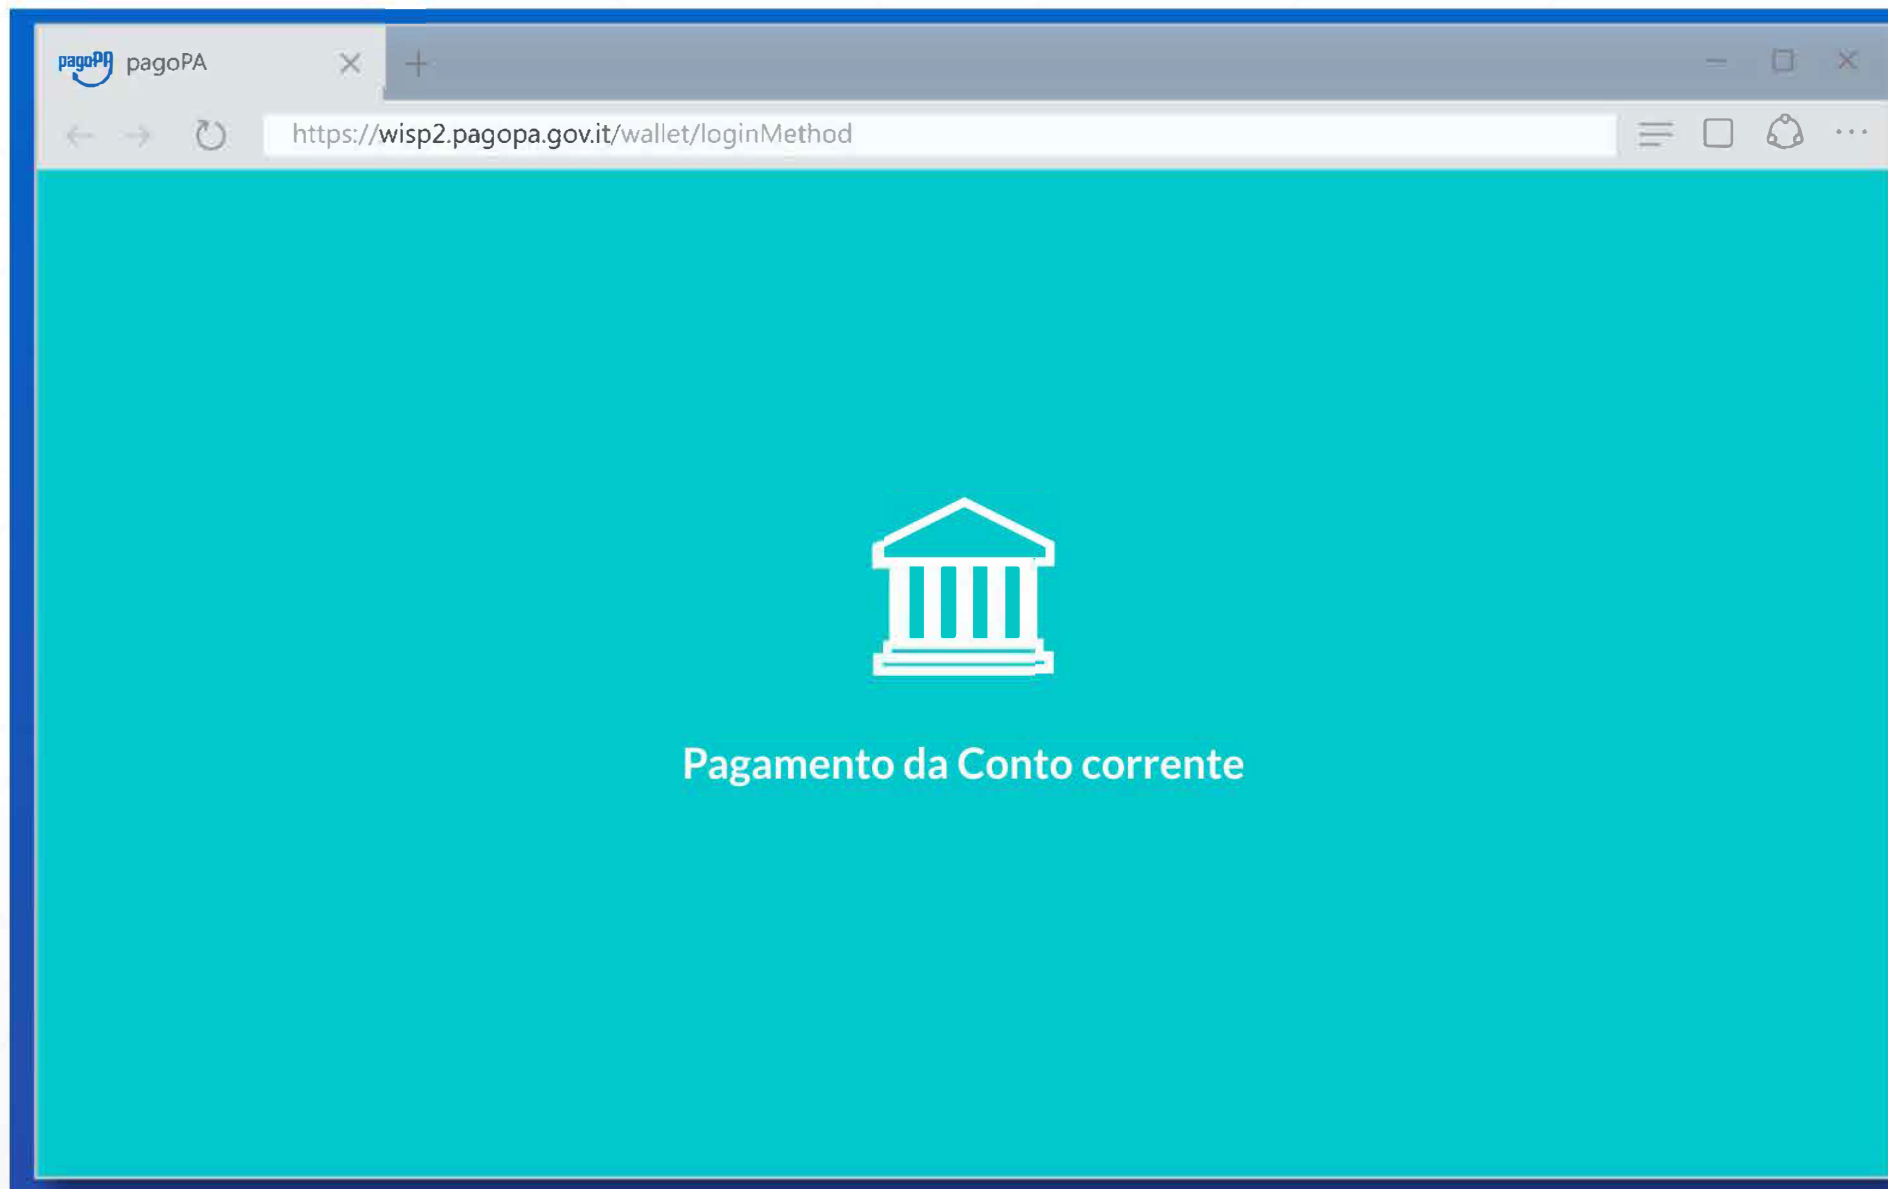 pagoPA pagoPA
https://wisp2.pagopa.gov.it/wallet/loginMethod
Pagamento da Conto corrente